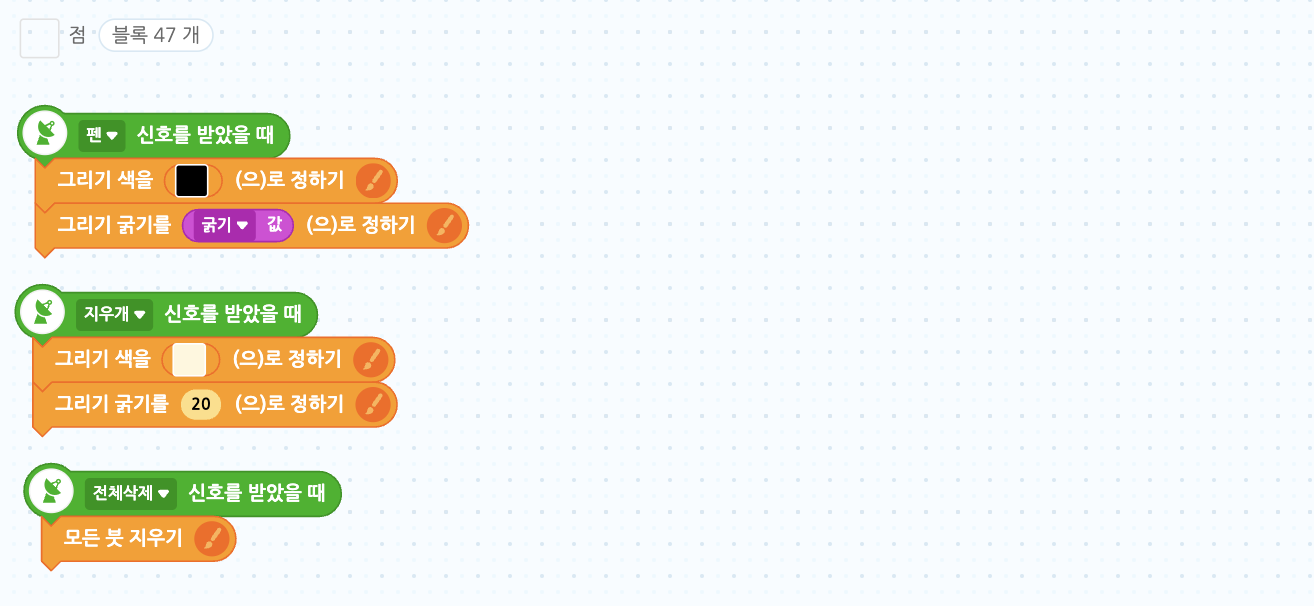 점 블록 47 개
펜 신호를 받았을 때
그리기 색을 (으)로 정하기
그리기 굵기를 굵기 값 (으)로 정하기
지우개 신호를 받았을 때
그리기 색을 (으)로 정하기
그리기 굵기를 20 (으)로 정하기
전체삭제 신호를 받았을 때
모든 붓 지우기